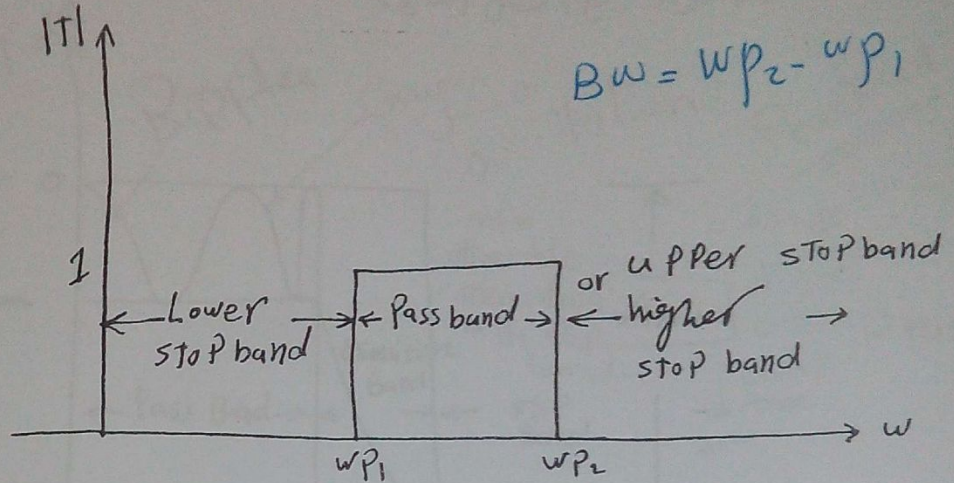 |T|
BW = wp₂ - wp₁
1
Lower
stop band
Pass band
or upper stop band
higher
stop band
w
wp₁
wp₂